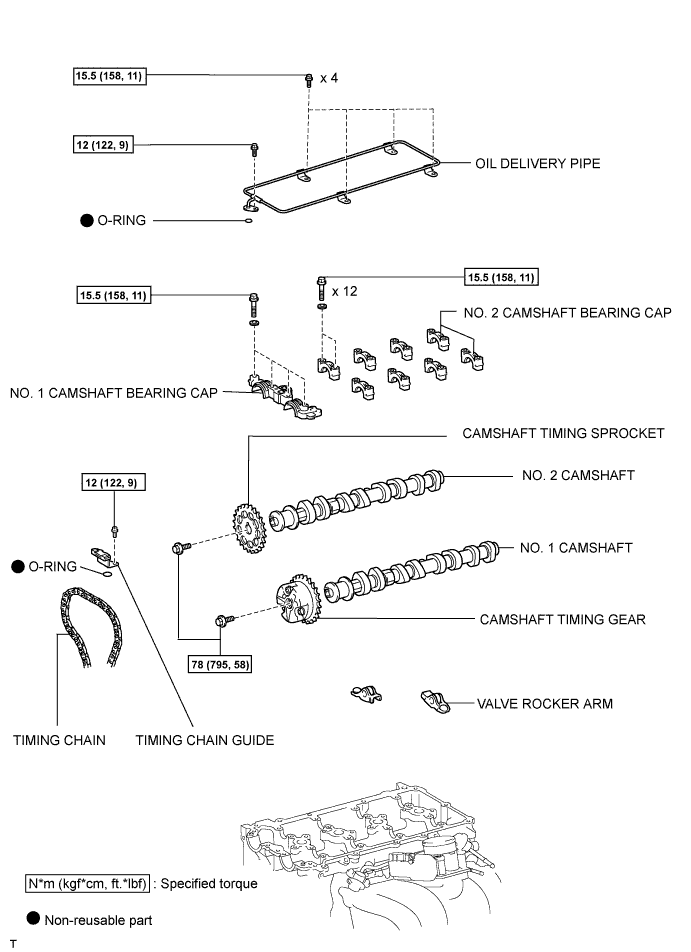 15.5 (158, 11)
x 4
12 (122, 9)
OIL DELIVERY PIPE
O-RING
15.5 (158, 11)
15.5 (158, 11)
x 12
NO. 2 CAMSHAFT BEARING CAP
NO. 1 CAMSHAFT BEARING CAP
CAMSHAFT TIMING SPROCKET
12 (122, 9)
NO. 2 CAMSHAFT
NO. 1 CAMSHAFT
O-RING
CAMSHAFT TIMING GEAR
78 (795, 58)
VALVE ROCKER ARM
TIMING CHAIN
TIMING CHAIN GUIDE
N*m (kgf*cm, ft.*lbf) : Specified torque
Non-reusable part
T